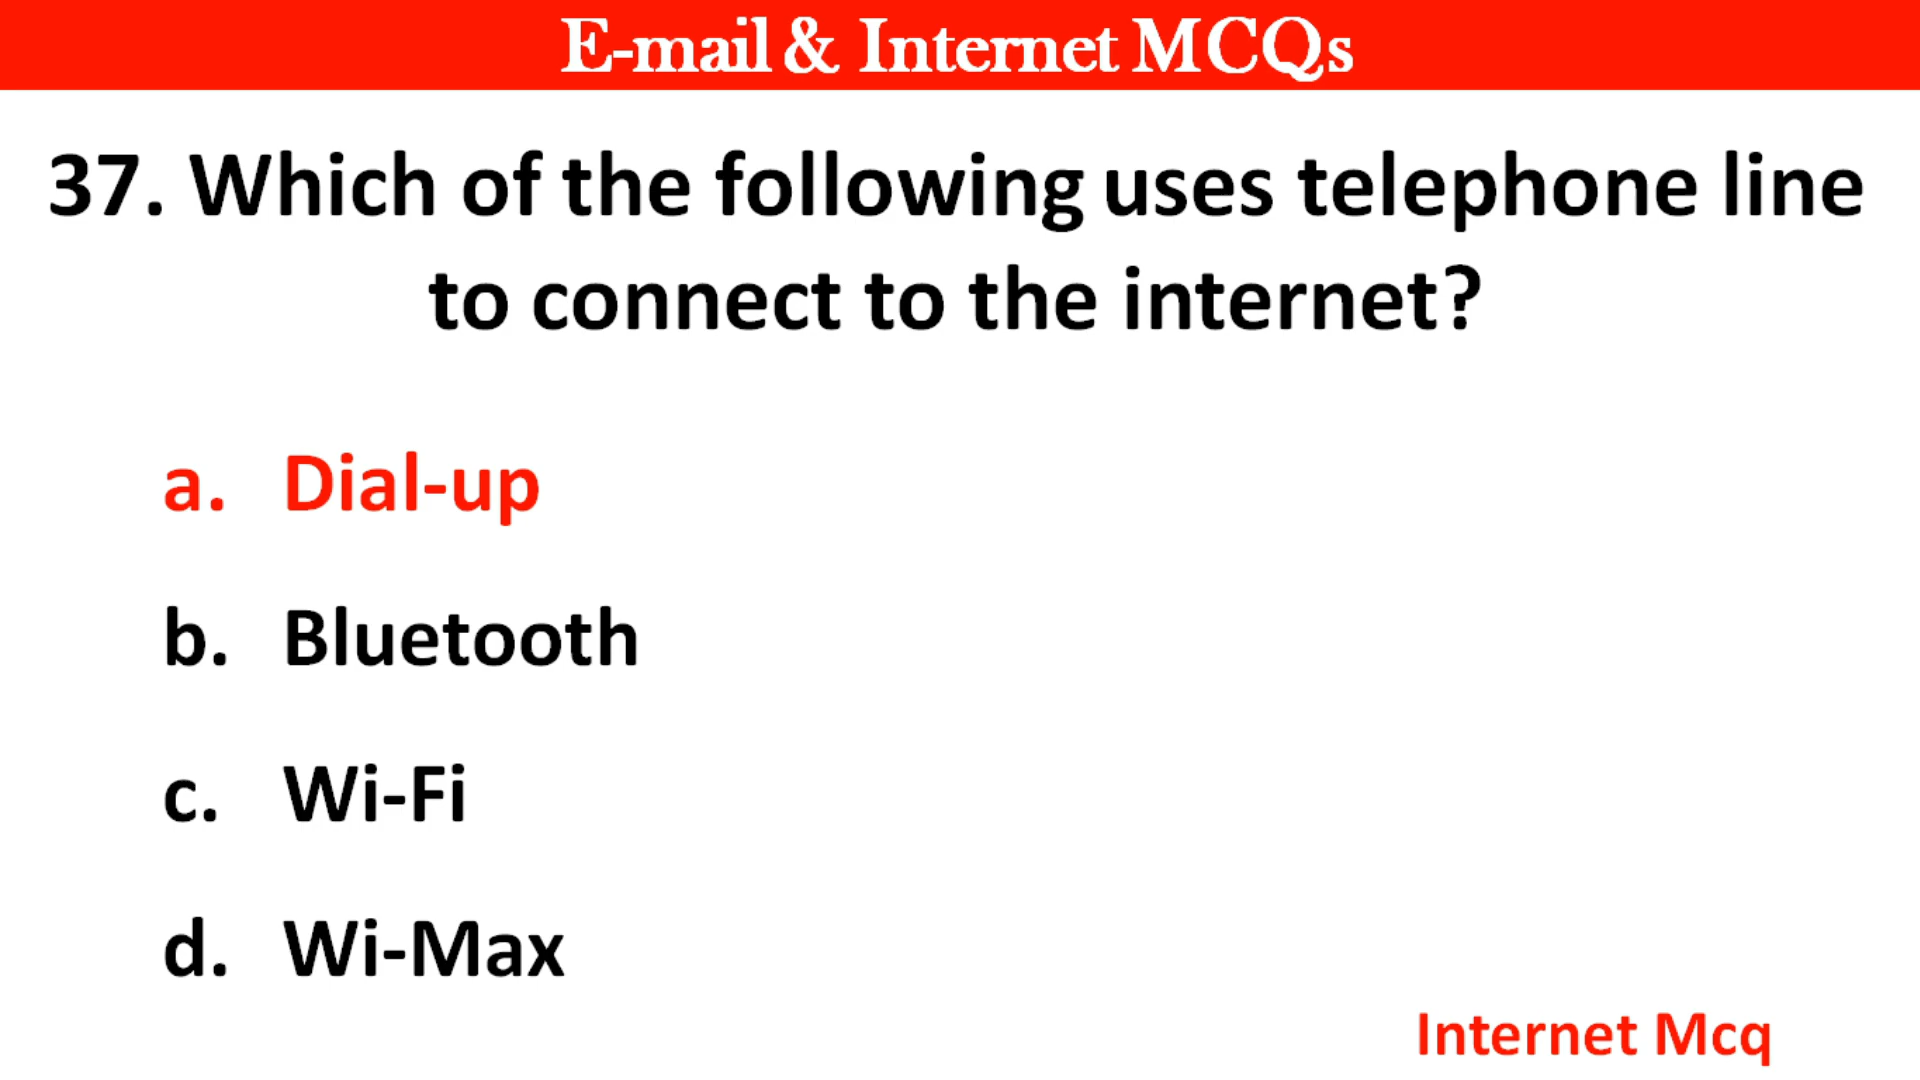 E-mail & Internet MCQs
37. Which of the following uses telephone line
to connect to the internet?
a. Dial-up
b. Bluetooth
c. Wi-Fi
d. Wi-Max
Internet Mcq